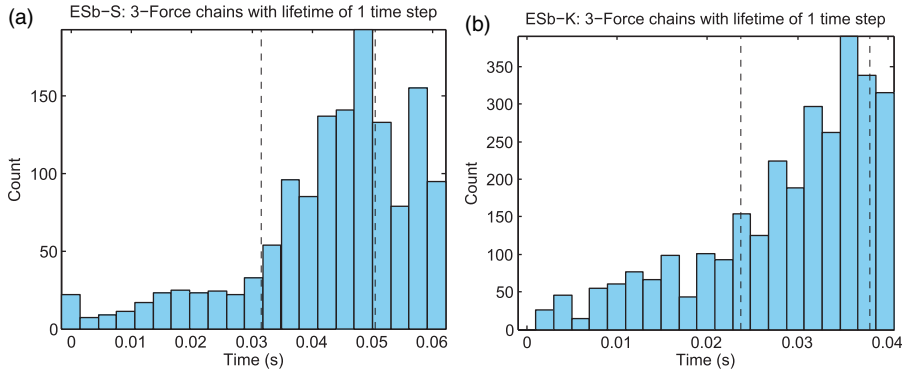 (a)
ESb−S: 3−Force chains with lifetime of 1 time step
150
100
50
0
Count
0 0.01 0.02 0.03 0.04 0.05 0.06
Time (s)
(b)
ESb−K: 3−Force chains with lifetime of 1 time step
350
300
250
200
150
100
50
0
Count
0 0.01 0.02 0.03 0.04
Time (s)